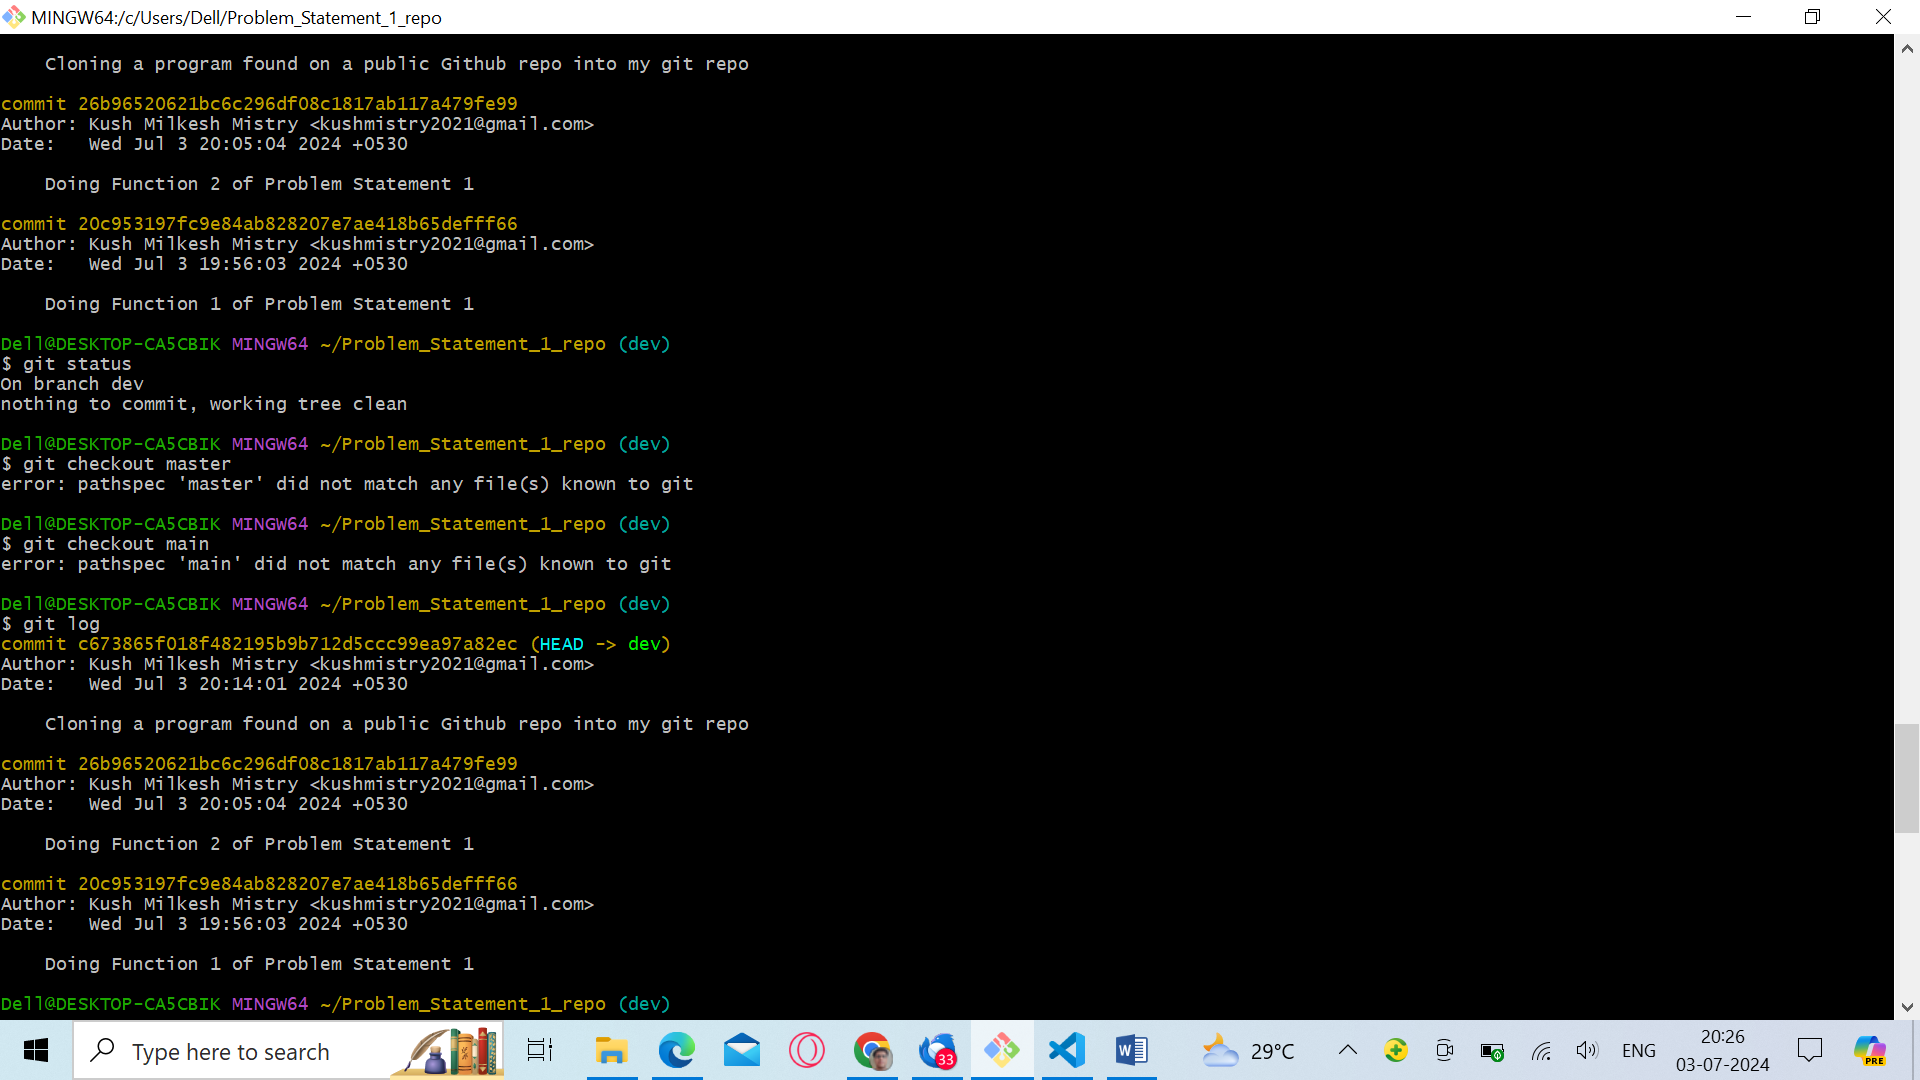 MINGW64:/c/Users/Dell/Problem_Statement_1_repo
    Cloning a program found on a public Github repo into my git repo
commit 26b96520621bc6c296df08c1817ab117a479fe99
Author: Kush Milkesh Mistry <kushmistry2021@gmail.com>
Date:   Wed Jul 3 20:05:04 2024 +0530
    Doing Function 2 of Problem Statement 1
commit 20c953197fc9e84ab828207e7ae418b65defff66
Author: Kush Milkesh Mistry <kushmistry2021@gmail.com>
Date:   Wed Jul 3 19:56:03 2024 +0530
    Doing Function 1 of Problem Statement 1
Dell@DESKTOP-CA5CBIK MINGW64 ~/Problem_Statement_1_repo (dev)
$ git status
On branch dev
nothing to commit, working tree clean
Dell@DESKTOP-CA5CBIK MINGW64 ~/Problem_Statement_1_repo (dev)
$ git checkout master
error: pathspec 'master' did not match any file(s) known to git
Dell@DESKTOP-CA5CBIK MINGW64 ~/Problem_Statement_1_repo (dev)
$ git checkout main
error: pathspec 'main' did not match any file(s) known to git
Dell@DESKTOP-CA5CBIK MINGW64 ~/Problem_Statement_1_repo (dev)
$ git log
commit c673865f018f482195b9b712d5ccc99ea97a82ec (HEAD -> dev)
Author: Kush Milkesh Mistry <kushmistry2021@gmail.com>
Date:   Wed Jul 3 20:14:01 2024 +0530
    Cloning a program found on a public Github repo into my git repo
commit 26b96520621bc6c296df08c1817ab117a479fe99
Author: Kush Milkesh Mistry <kushmistry2021@gmail.com>
Date:   Wed Jul 3 20:05:04 2024 +0530
    Doing Function 2 of Problem Statement 1
commit 20c953197fc9e84ab828207e7ae418b65defff66
Author: Kush Milkesh Mistry <kushmistry2021@gmail.com>
Date:   Wed Jul 3 19:56:03 2024 +0530
    Doing Function 1 of Problem Statement 1
Dell@DESKTOP-CA5CBIK MINGW64 ~/Problem_Statement_1_repo (dev)
Type here to search
33
W
29°C
ENG
20:26
03-07-2024
PRE